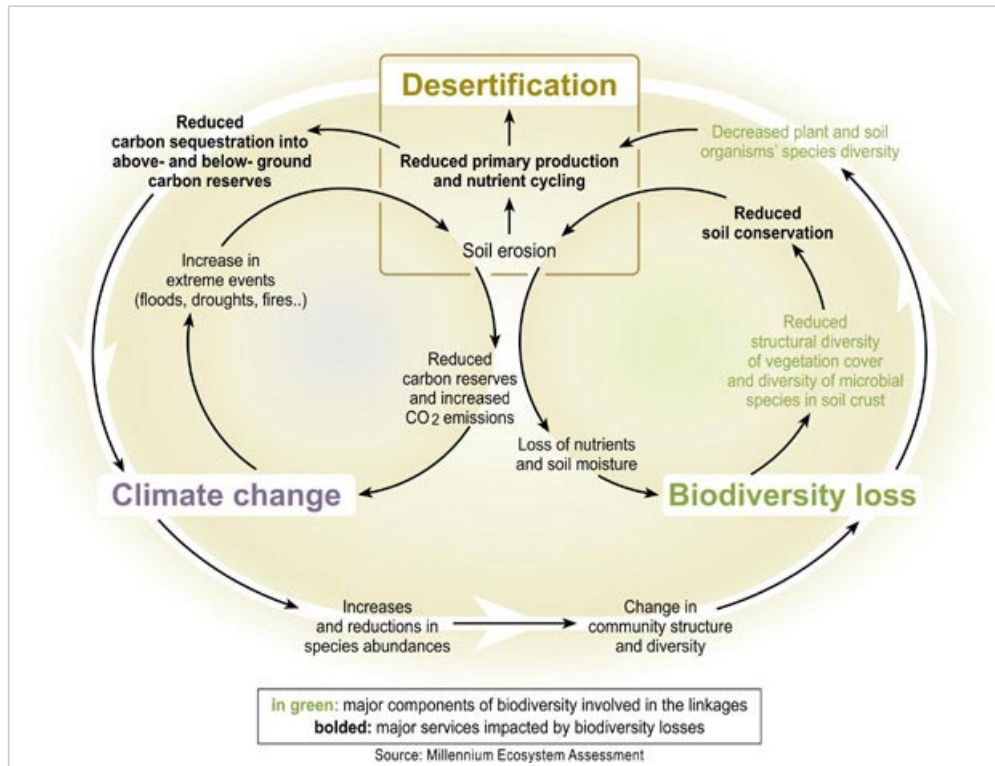 Desertification
Reduced
carbon sequestration into
above- and below- ground
carbon reserves
Reduced primary production
and nutrient cycling
Decreased plant and soil
organisms' species diversity
Reduced
soil conservation
Soil erosion
Increase in
extreme events
(floods, droughts, fires..)
Reduced
structural diversity
of vegetation cover
and diversity of microbial
species in soil crust
Reduced
carbon reserves
and increased
CO2 emissions
Loss of nutrients
and soil moisture
Climate change
Biodiversity loss
Increases
and reductions in
species abundances
Change in
community structure
and diversity
in green: major components of biodiversity involved in the linkages
bolded: major services impacted by biodiversity losses
Source: Millennium Ecosystem Assessment